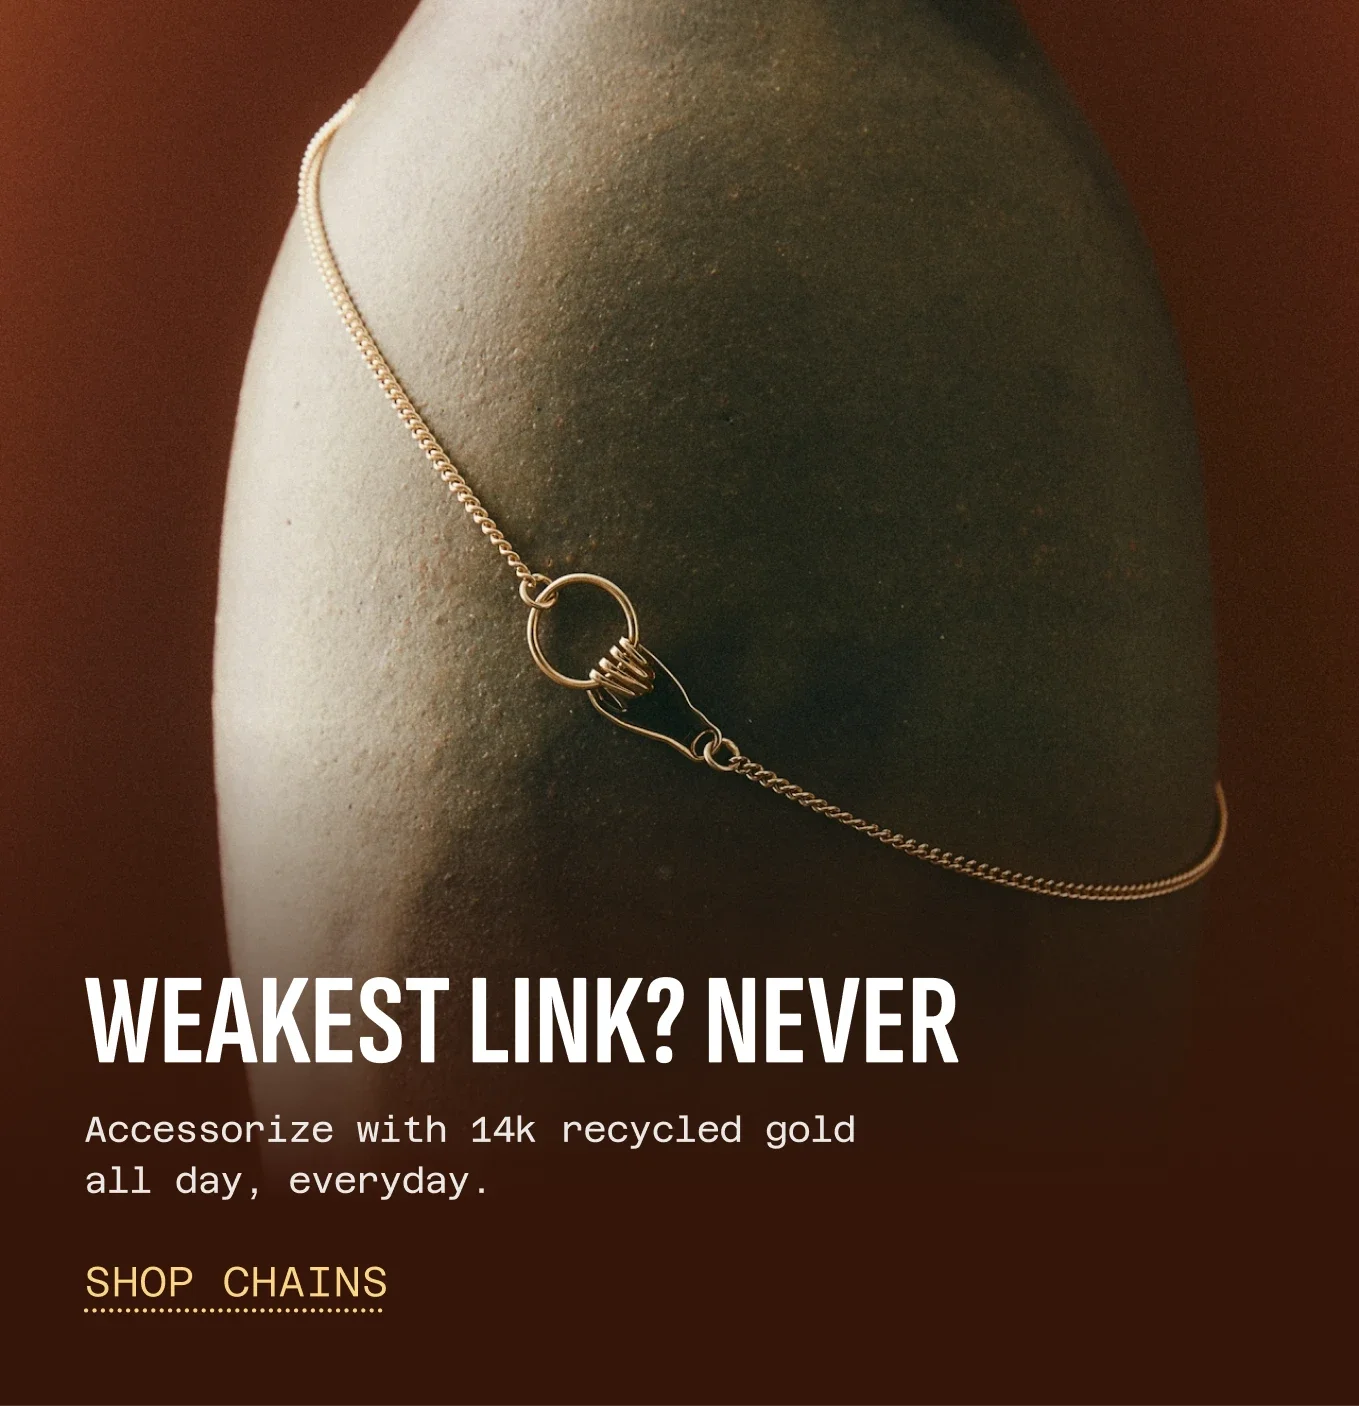 WEAKEST LINK? NEVER
Accessorize with 14k recycled gold
all day, everyday.
SHOP CHAINS